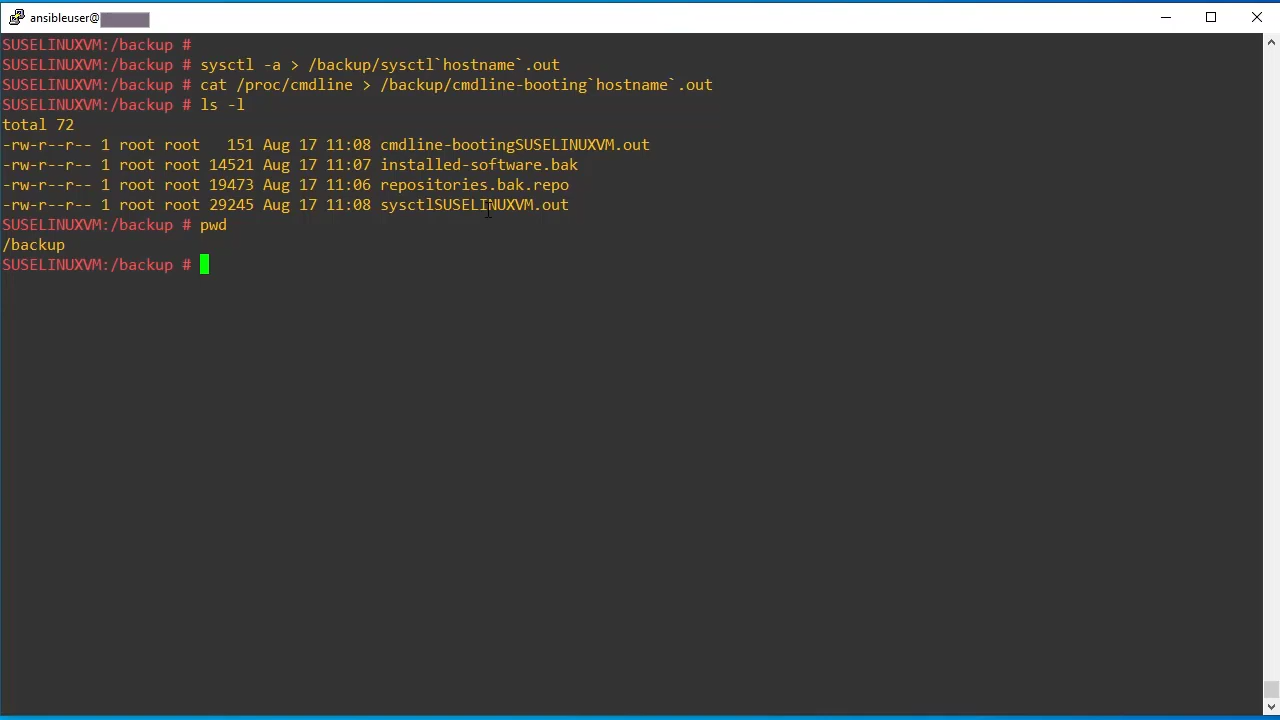 ansibleuser@
SUSELINUXVM:/backup #
SUSELINUXVM:/backup # sysctl -a > /backup/sysctl`hostname`.out
SUSELINUXVM:/backup # cat /proc/cmdline > /backup/cmdline-booting`hostname`.out
SUSELINUXVM:/backup # ls -l
total 72
-rw-r--r-- 1 root root   151 Aug 17 11:08 cmdline-bootingSUSELINUXVM.out
-rw-r--r-- 1 root root 14521 Aug 17 11:07 installed-software.bak
-rw-r--r-- 1 root root 19473 Aug 17 11:06 repositories.bak.repo
-rw-r--r-- 1 root root 29245 Aug 17 11:08 sysctlSUSELINUXVM.out
SUSELINUXVM:/backup # pwd
/backup
SUSELINUXVM:/backup #